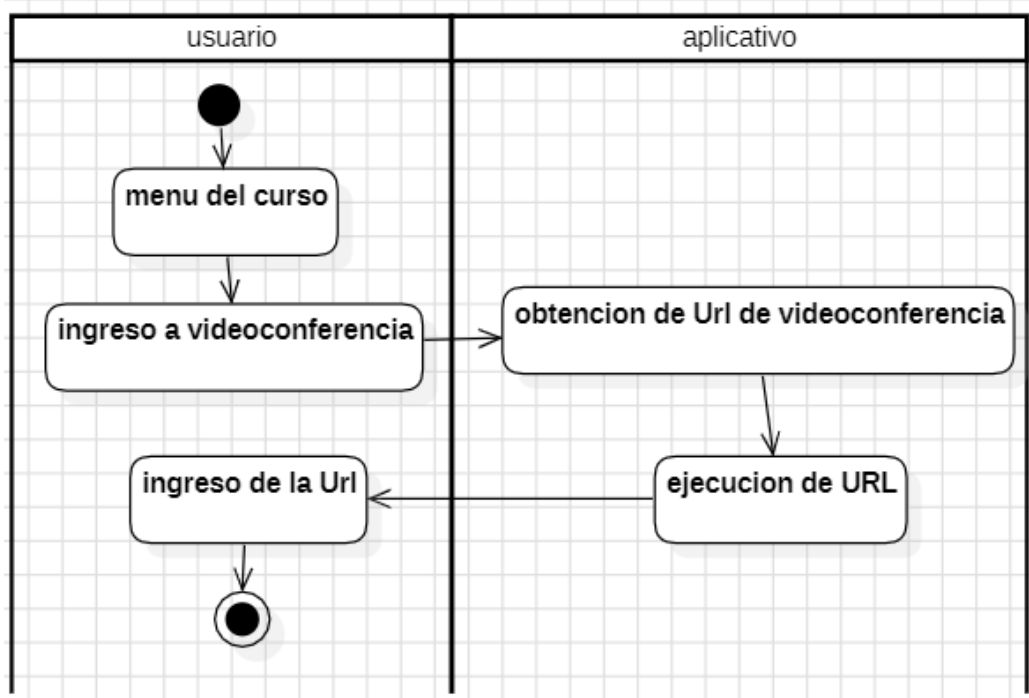 usuario
aplicativo
menu del curso
ingreso a videoconferencia
obtencion de Url de videoconferencia
ejecucion de URL
ingreso de la Url